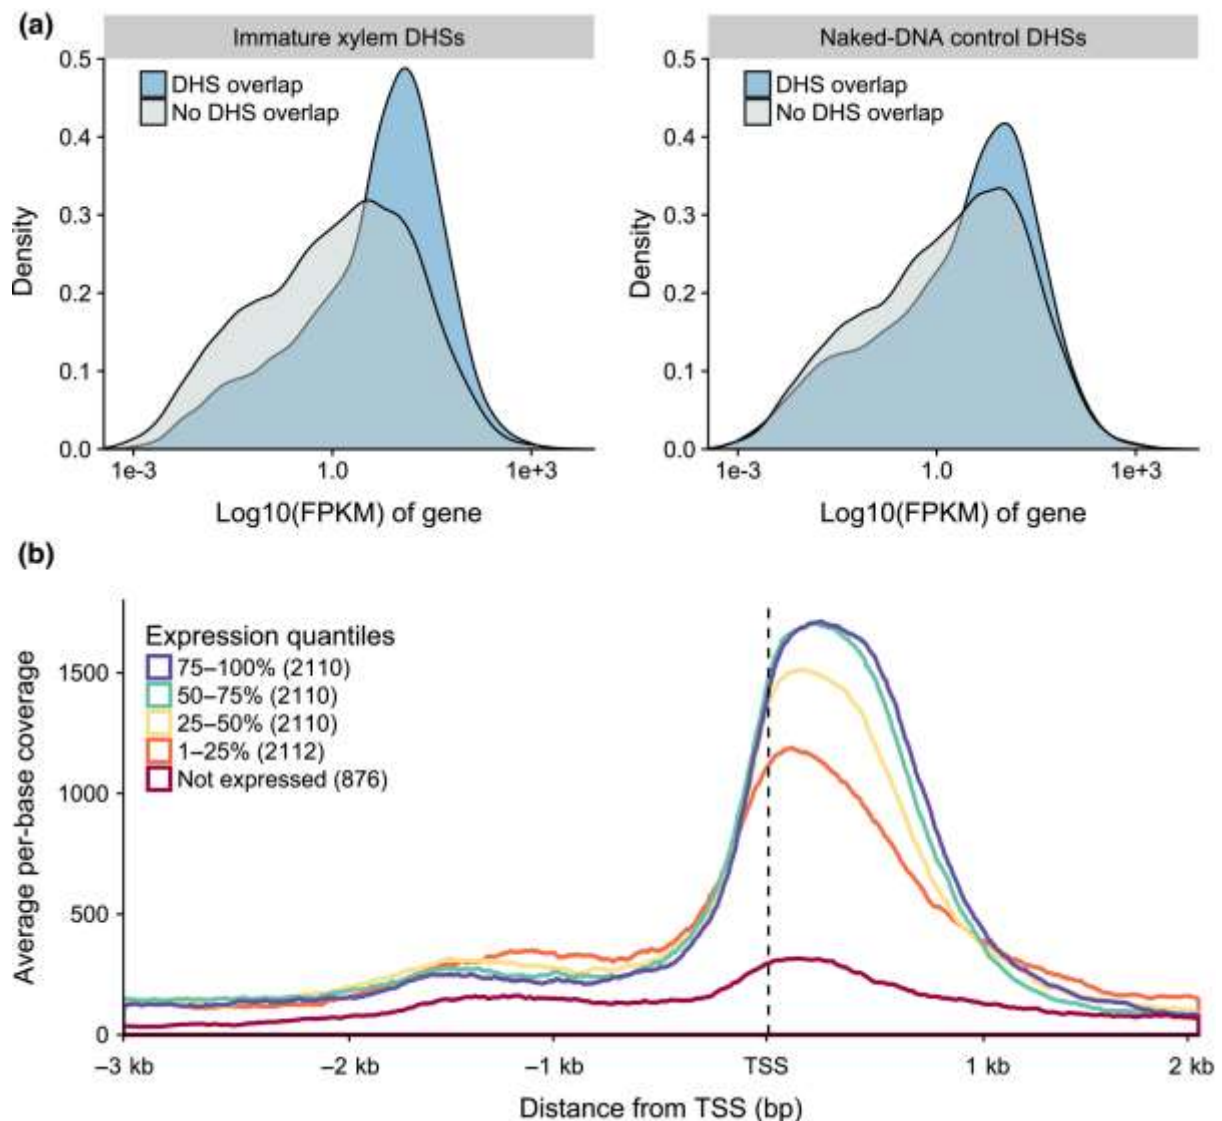 (a)
Immature xylem DHSs
Naked-DNA control DHSs
0.5
0.4
0.3
0.2
0.1
0.0
Density
DHS overlap
No DHS overlap
1e-3 1.0 1e+3
Log10(FPKM) of gene
0.5
0.4
0.3
0.2
0.1
0.0
Density
DHS overlap
No DHS overlap
1e-3 1.0 1e+3
Log10(FPKM) of gene
(b)
Average per-base coverage
1500
1000
500
0
Expression quantiles
75–100% (2110)
50–75% (2110)
25–50% (2110)
1–25% (2112)
Not expressed (876)
–3 kb –2 kb –1 kb TSS 1 kb 2 kb
Distance from TSS (bp)